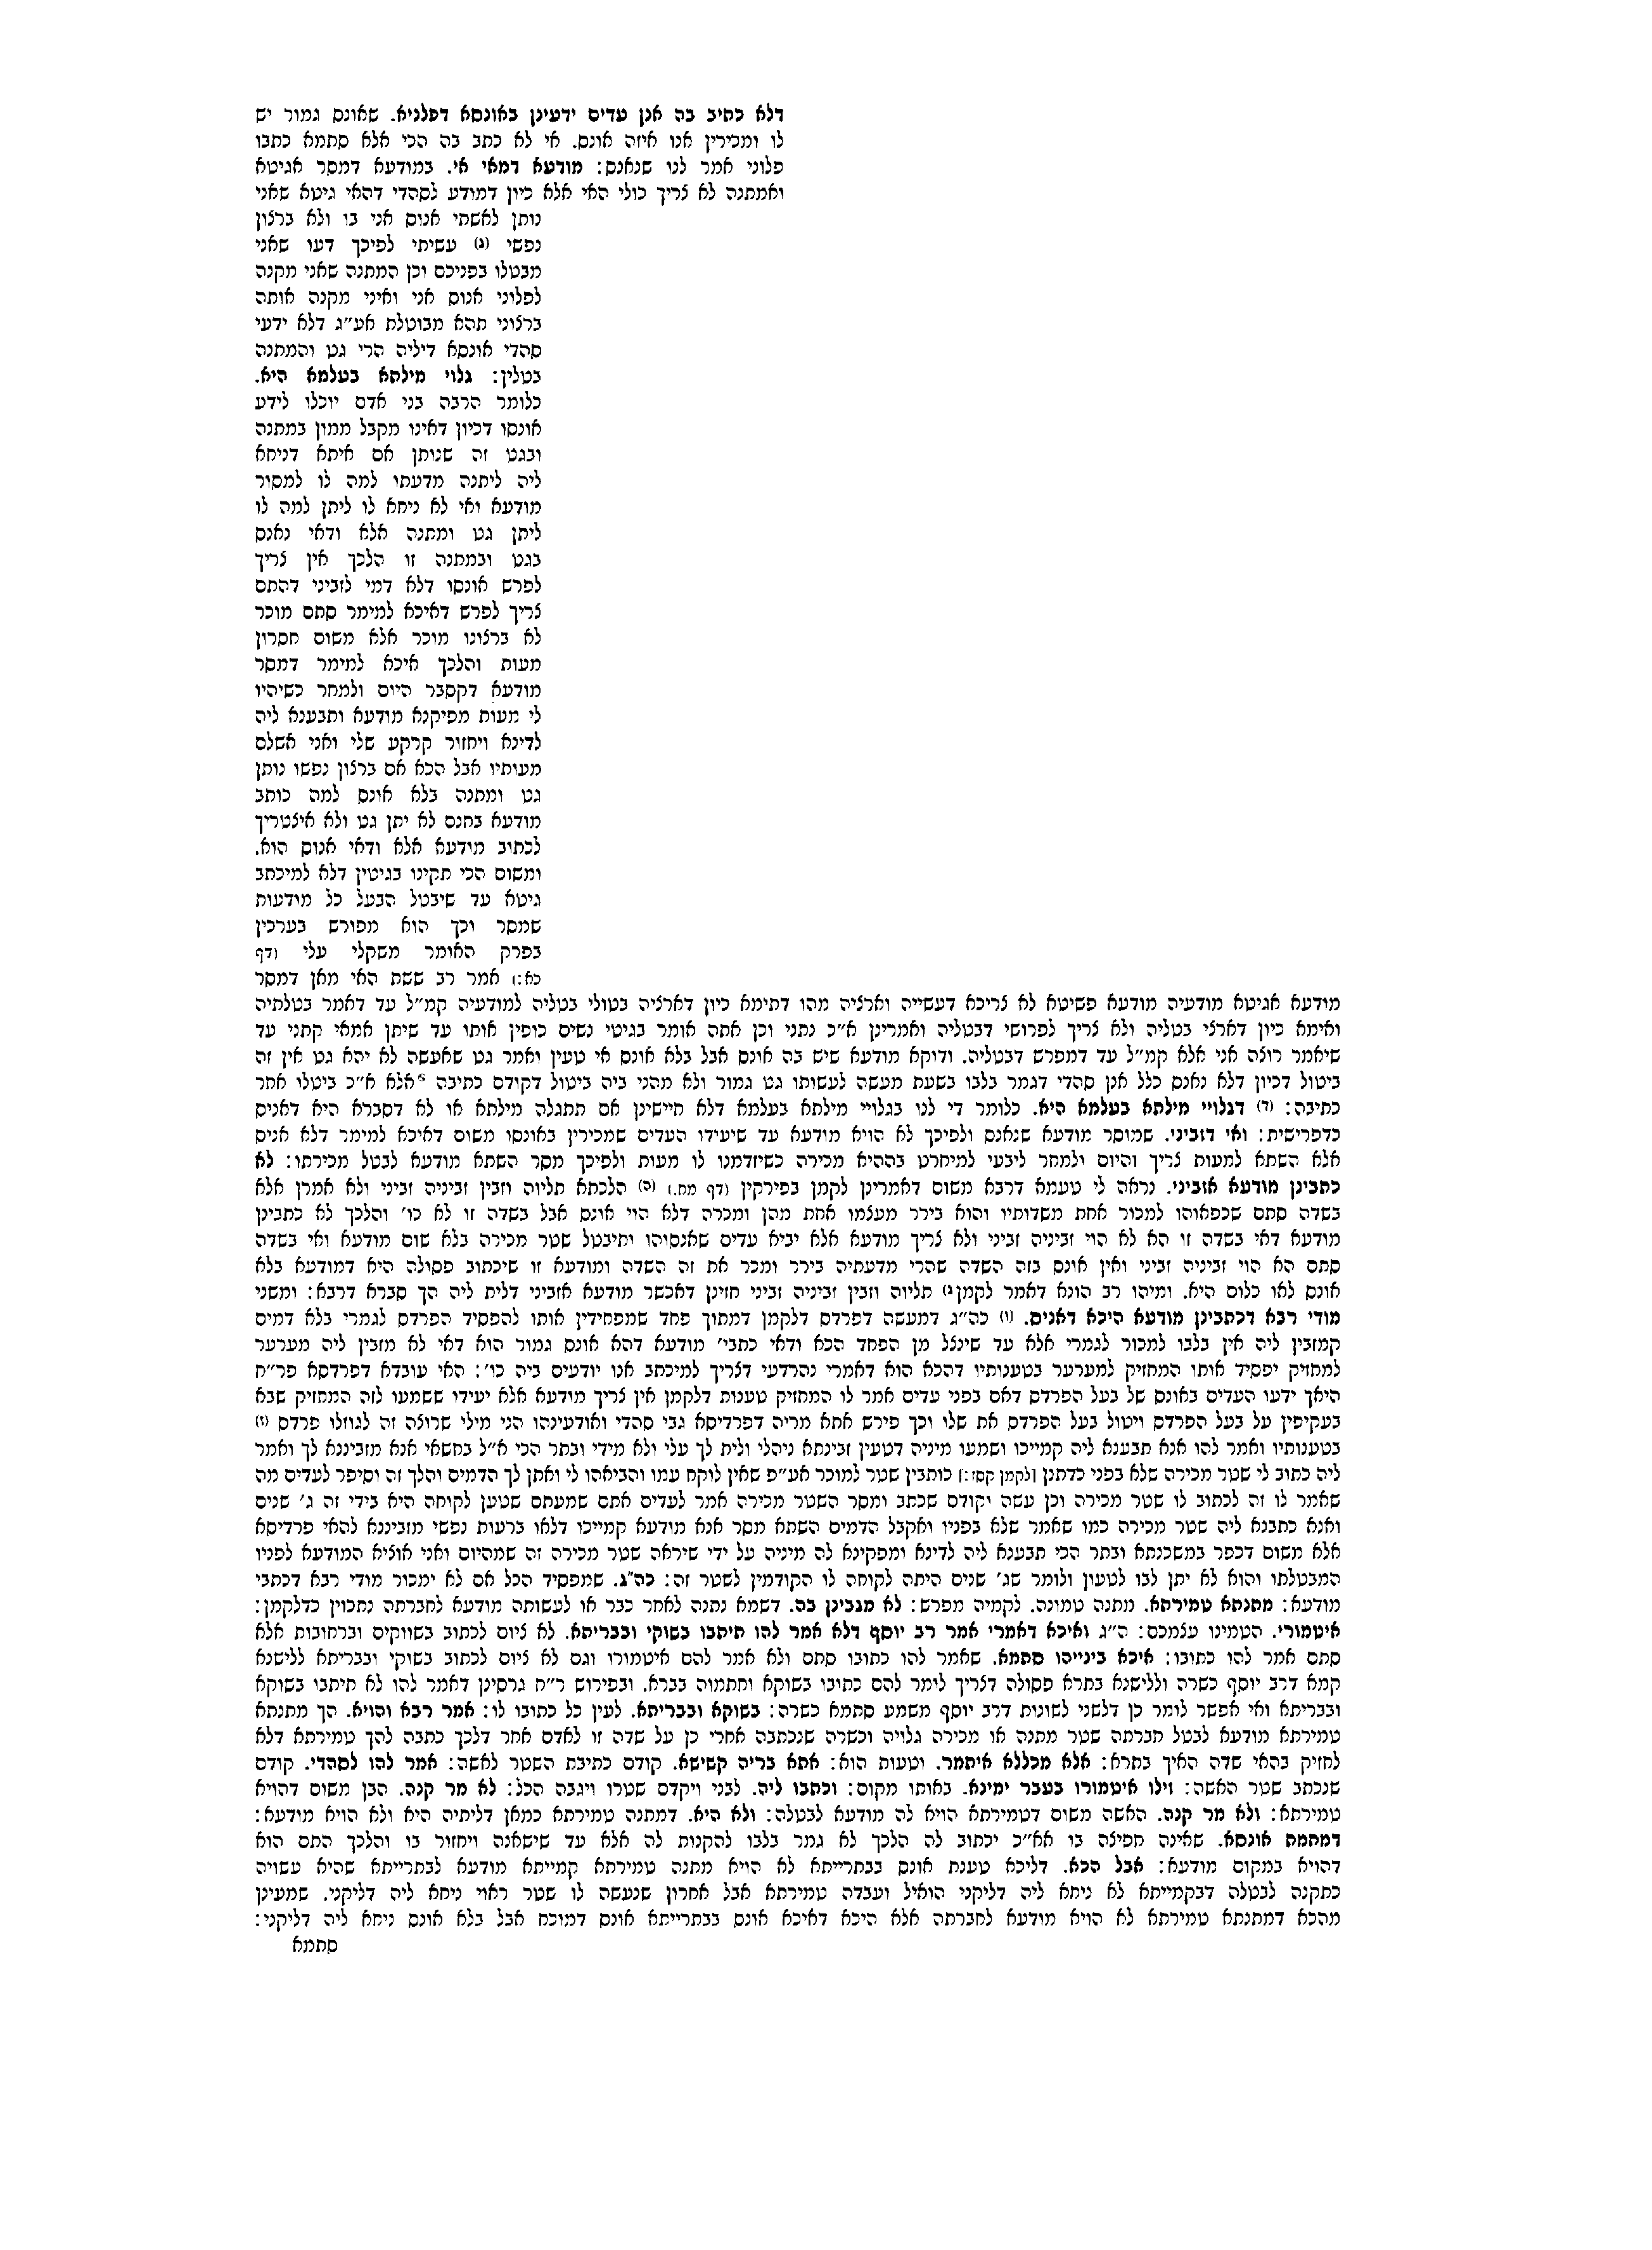 דלא כתיב בה אנן עדים ידעינן באונסא דפלניא. שאונס גמור יש
לו ומכירין אנו איזה אונס. אי לא כתב בה הכי אלא סתמא כתבו
פלוני אמר לנו שנאנס: מודעא דמאי אי. במודעא דמסר אגיטא
ואמתנה לא צריך כולי האי אלא כיון דמודע לסהדי דהאי גיטא שאני
נותן לאשתי אנוס אני בו ולא ברצון
נפשי (ג) עשיתי לפיכך דעו שאני
מבטלו בפניכם וכן המתנה שאני מקנה
לפלוני אנוס אני ואיני מקנה אותה
ברצוני תהא מבוטלת אע״ג דלא ידעי
סהדי אונסא דיליה הרי גט והמתנה
בטלין: גלוי מילתא בעלמא היא.
כלומר הרבה בני אדם יוכלו לידע
אונסו דכיון דאינו מקבל ממון במתנה
ובגט זה שנותן אם איתא דניחא
ליה ליתנה מדעתו למה לו למסור
מודעא ואי לא ניחא לו ליתן למה לו
ליתן גט ומתנה אלא ודאי נאנס
בגט ובמתנה זו הלכך אין צריך
לפרש אונסו דלא דמי לזביני דהתם
צריך לפרש דאיכא למימר סתם מוכר
לא ברצונו מוכר אלא משום חסרון
מעות והלכך איכא למימר דמסר
מודעא דקסבר היום ולמחר כשיהיו
לי מעות מפיקנא מודעא ותבענא ליה
לדינא ויחזור קרקע שלי ואני אשלם
מעותיו אבל הכא אם ברצון נפשו נותן
גט ומתנה בלא אונס למה כותב
מודעא בחנם לא יתן גט ולא איצטריך
לכתוב מודעא אלא ודאי אנוס הוא.
ומשום הכי תקינו בגיטין דלא למיכתב
גיטא עד שיבטל הבעל כל מודעות
שמסר וכך הוא מפורש בערכין
בפרק האומר משקלי עלי (דף
כא:) אמר רב ששת האי מאן דמסר
מודעא אגיטא מודעיה מודעא פשיטא לא צריכא דעשייה וארציה מהו דתימא כיון דארציה בטולי בטליה למודעיה קמ״ל עד דאמר בטלתיה
ואימא כיון דארצי בטליה ולא צריך לפרושי דבטליה ואמרינן א״כ נתני וכן אתה אומר בגיטי נשים כופין אותו עד שיתן אמאי קתני עד
שיאמר רוצה אני אלא קמ״ל עד דמפרש דבטליה. ודוקא מודעא שיש בה אונס אבל בלא אונס אי טעין ואמר גט שאעשה לא יהא גט אין זה
ביטול דכיון דלא נאנס כלל אנן סהדי דגמר בלבו בשעת מעשה לעשותו גט גמור ולא מהני ביה ביטול דקודם כתיבה אלא א״כ ביטלו אחר
כתיבה: (ד) דגלויי מילתא בעלמא היא. כלומר די לנו בגלויי מילתא בעלמא דלא חיישינן אם תתגלה מילתא או לא דסברא היא דאניס
כדפרישית: ואי דזביני. שמוסר מודעא שנאנס ולפיכך לא הויא מודעא עד שיעידו העדים שמכירין באונסו משום דאיכא למימר דלא אניס
אלא השתא למעות צריך והיום ולמחר ליבעי למיחרט בההיא מכירה כשיזדמנו לו מעות ולפיכך מסר השתא מודעא לבטל מכירתו: לא
כתבינן מודעא אזביני. נראה לי טעמא דרבא משום דאמרינן לקמן בפירקין (דף מח.) (ה) הלכתא תליוה וזבין זביניה זביני ולא אמרן אלא
בשדה סתם שכפאוהו למכור אחת משדותיו והוא בירר מעצמו אחת מהן ומכרה דלא הוי אונס אבל בשדה זו לא כו׳ והלכך לא כתבינן
מודעא דאי בשדה זו הא לא הוי זביניה זביני ולא צריך מודעא אלא יביא עדים שאנסוהו ותיבטל שטר מכירה בלא שום מודעא ואי בשדה
סתם הא הוי זביניה זביני ואין אונס בזה השדה שהרי מדעתיה בירר ומכר את זה השדה ומודעא זו שיכתוב פסולה היא דמודעא בלא
אונס לאו כלום היא. ומיהו רב הונא דאמר לקמן תליוה וזבין זביניה זביני חזינן דאכשר מודעא אזביני דלית ליה הך סברא דרבא: ומשני
מודי רבא דכתבינן מודעא היכא דאניס. (ו) כה״ג דמעשה דפרדס דלקמן דמתוך פחד שמפחידין אותו להפסיד הפרדס לגמרי בלא דמים
קמזבין ליה אין בלבו למכור לגמרי אלא עד שינצל מן הפחד הכא ודאי כתבי׳ מודעא דהא אונס גמור הוא דאי לא מזבין ליה מערער
למחזיק יפסיד אותו המחזיק למערער בטענותיו דהכא הוא דאמרי נהרדעי דצריך למיכתב אנו יודעים ביה כו׳: האי עובדא דפרדסא פר״ח
היאך ידעו העדים באונס של בעל הפרדס דאם בפני עדים אמר לו המחזיק טענות דלקמן אין צריך מודעא אלא יעידו ששמעו לזה המחזיק שבא
בעקיפין על בעל הפרדס ויטול בעל הפרדס את שלו וכך פירש אתא מריה דפרדיסא גבי סהדי ואודעינהו הני מילי שרוצה זה לגוזלו פרדס (ז)
בטענותיו ואמר להו אנא תבענא ליה קמייכו ושמעו מיניה דטעין זבינתא ניהלי ולית לך עלי ולא מידי ובתר הכי א״ל בחשאי אנא מזביננא לך ואמר
ליה כתוב לי שטר מכירה שלא בפני כדתנן [לקמן קסז:] כותבין שטר למוכר אע״פ שאין לוקח עמו והביאהו לי ואתן לך הדמים והלך זה וסיפר לעדים מה
שאמר לו זה לכתוב לו שטר מכירה וכן עשה וקודם שכתב ומסר השטר מכירה אמר לעדים אתם שמעתם שטען לקוחה היא בידי זה ג׳ שנים
ואנא כתבנא ליה שטר מכירה כמו שאמר שלא בפניו ואקבל הדמים השתא מסר אנא מודעא קמייכו דלאו ברעות נפשי מזביננא להאי פרדיסא
אלא משום דכפר במשכנתא ובתר הכי תבענא ליה לדינא ומפקינא לה מיניה על ידי שיראה שטר מכירה זה שמהיום ואני אוציא המודעא לפניו
המבטלתו והוא לא יתן לבו לטעון ולומר שג׳ שנים היתה לקוחה לו הקודמין לשטר זה: כה״ג. שמפסיד הכל אם לא ימכור מודי רבא דכתבי
מודעא: מתנתא טמירתא. מתנה טמונה. לקמיה מפרש: לא מגבינן בה. דשמא נתנה לאחר כבר או לעשותה מודעא לחברתה נתכוין כדלקמן:
איטמורי. הטמינו עצמכם: ה״ג ואיכא דאמרי אמר רב יוסף דלא אמר להו תיתבו בשוקי ובבריתא. לא ציום לכתוב בשווקים וברחובות אלא
סתם אמר להו כתובו: איכא בינייהו סתמא. שאמר להו כתובו סתם ולא אמר להם איטמורו וגם לא ציום לכתוב בשוקי ובבריתא ללישנא
קמא דרב יוסף כשרה וללישנא בתרא פסולה דצריך לומר להם כתובו בשוקא וחתמוה בברא. ובפירוש ר״ח גרסינן דאמר להו לא תיתבו בשוקא
ובבריתא ואי אפשר לומר כן דלשני לשונות דרב יוסף משמע סתמא כשרה: בשוקא ובבריתא. לעין כל כתובו לו: אמר רבא והויא. הך מתנתא
טמירתא מודעא לבטל חברתה שטר מתנה או מכירה גלויה וכשרה שנכתבה אחרי כן על שדה זו לאדם אחר דלכך כתבה להך טמירתא דלא
לחזיק בהאי שדה האיך בתרא: אלא מכללא איתמר. וטעות הוא: אתא בריה קשישא. קודם כתיבת השטר לאשה: אמר להו לסהדי. קודם
שנכתב שטר האשה: זילו איטמורו בעבר ימינא. באותו מקום: וכתבו ליה. לבני ויקדם שטרו ויגבה הכל: לא מר קנה. הבן משום דהויא
טמירתא: ולא מר קנה. האשה משום דטמירתא הויא לה מודעא לבטלה: ולא היא. דמתנה טמירתא כמאן דליתיה היא ולא הויא מודעא:
דמחמת אונסא. שאינה חפיצה בו אא״כ יכתוב לה הלכך לא גמר בלבו להקנות לה אלא עד שישאנה ויחזור בו והלכך התם הוא
דהויא במקום מודעא: אבל הכא. דליכא טענת אונס בבתרייתא לא הויא מתנה טמירתא קמייתא מודעא לבתרייתא שהיא עשויה
כתקנה לבטלה דבקמייתא לא ניחא ליה דליקני הואיל ועבדה טמירתא אבל אחרון שנעשה לו שטר ראוי ניחא ליה דליקני. שמעינן
מהכא דמתנתא טמירתא לא הויא מודעא לחברתה אלא היכא דאיכא אונס בבתרייתא אונס דמוכח אבל בלא אונס ניחא ליה דליקני:
סתמא